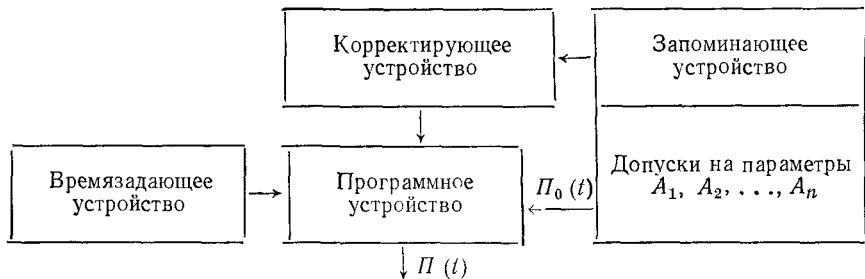 Корректирующее
устройство
Запоминающее
устройство
Времязадающее
устройство
Программное
устройство
П₀ (t)
Допуски на параметры
A₁, A₂, ..., Aₙ
П (t)